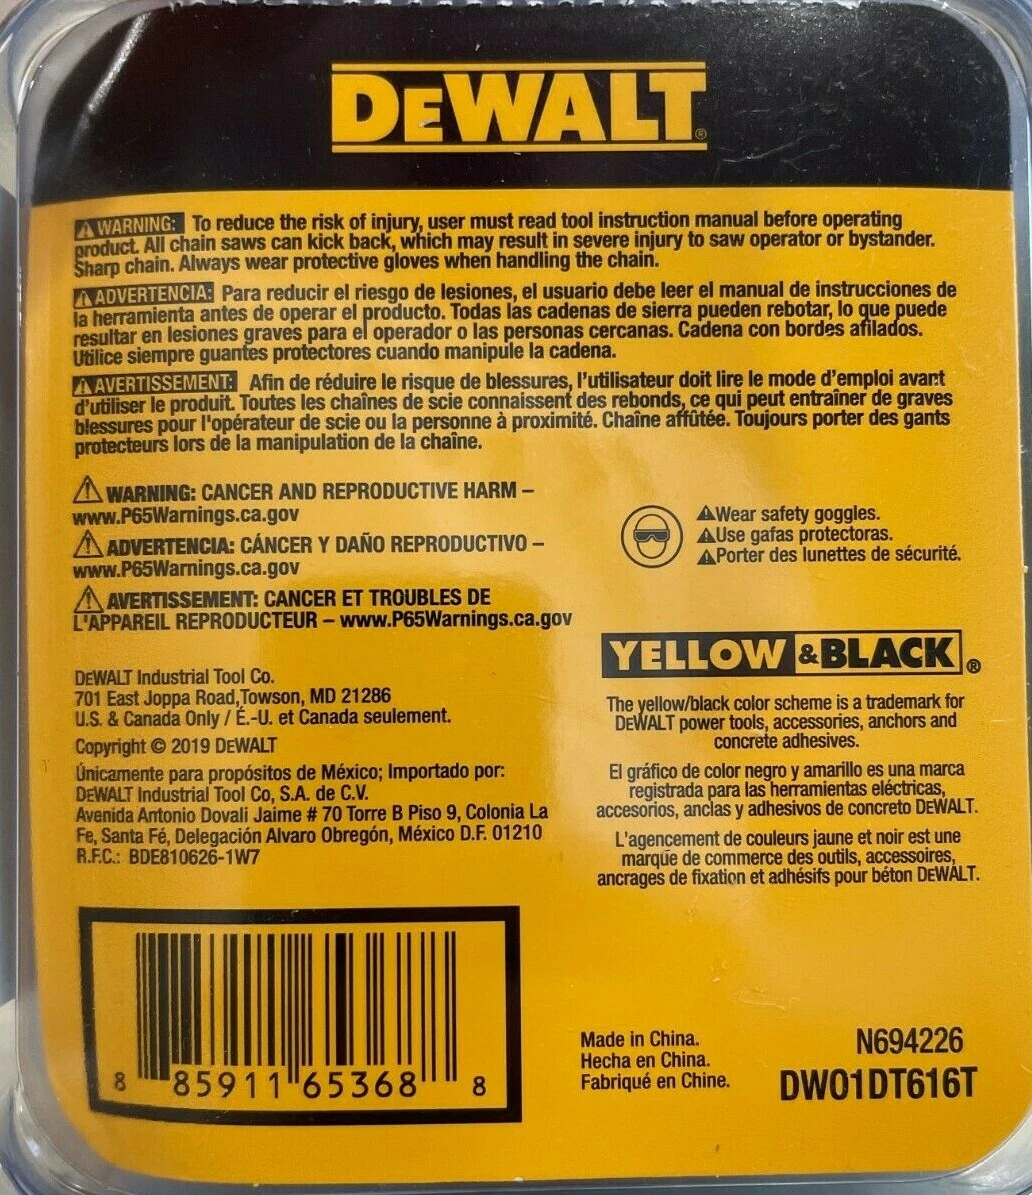 DEWALT®
⚠WARNING: To reduce the risk of injury, user must read tool instruction manual before operating
product. All chain saws can kick back, which may result in severe injury to saw operator or bystander.
Sharp chain. Always wear protective gloves when handling the chain.
⚠ADVERTENCIA: Para reducir el riesgo de lesiones, el usuario debe leer el manual de instrucciones de
la herramienta antes de operar el producto. Todas las cadenas de sierra pueden rebotar, lo que puede
resultar en lesiones graves para el operador o las personas cercanas. Cadena con bordes afilados.
Utilice siempre guantes protectores cuando manipule la cadena.
⚠AVERTISSEMENT: Afin de réduire le risque de blessures, l'utilisateur doit lire le mode d'emploi avant
d'utiliser le produit. Toutes les chaînes de scie connaissent des rebonds, ce qui peut entraîner de graves
blessures pour l'opérateur de scie ou la personne à proximité. Chaîne affûtée. Toujours porter des gants
protecteurs lors de la manipulation de la chaîne.
⚠ WARNING: CANCER AND REPRODUCTIVE HARM –
www.P65Warnings.ca.gov
⚠ ADVERTENCIA: CÁNCER Y DAÑO REPRODUCTIVO –
www.P65Warnings.ca.gov
⚠ AVERTISSEMENT: CANCER ET TROUBLES DE
L'APPAREIL REPRODUCTEUR – www.P65Warnings.ca.gov
⚠Wear safety goggles.
⚠Use gafas protectoras.
⚠Porter des lunettes de sécurité.
DEWALT Industrial Tool Co.
701 East Joppa Road,Towson, MD 21286
U.S. & Canada Only / É.-U. et Canada seulement.
Copyright © 2019 DEWALT
Únicamente para propósitos de México; Importado por:
DEWALT Industrial Tool Co, S.A. de C.V.
Avenida Antonio Dovali Jaime # 70 Torre B Piso 9, Colonia La
Fe, Santa Fé, Delegación Alvaro Obregón, México D.F. 01210
R.F.C.: BDE810626-1W7
YELLOW &BLACK®
The yellow/black color scheme is a trademark for
DEWALT power tools, accessories, anchors and
concrete adhesives.
El gráfico de color negro y amarillo es una marca
registrada para las herramientas eléctricas,
accesorios, anclas y adhesivos de concreto DEWALT.
L'agencement de couleurs jaune et noir est une
marque de commerce des outils, accessoires,
ancrages de fixation et adhésifs pour béton DEWALT.
8 85911 65368 8
Made in China.
Hecha en China.
Fabriqué en Chine.
N694226
DWO1DT616T